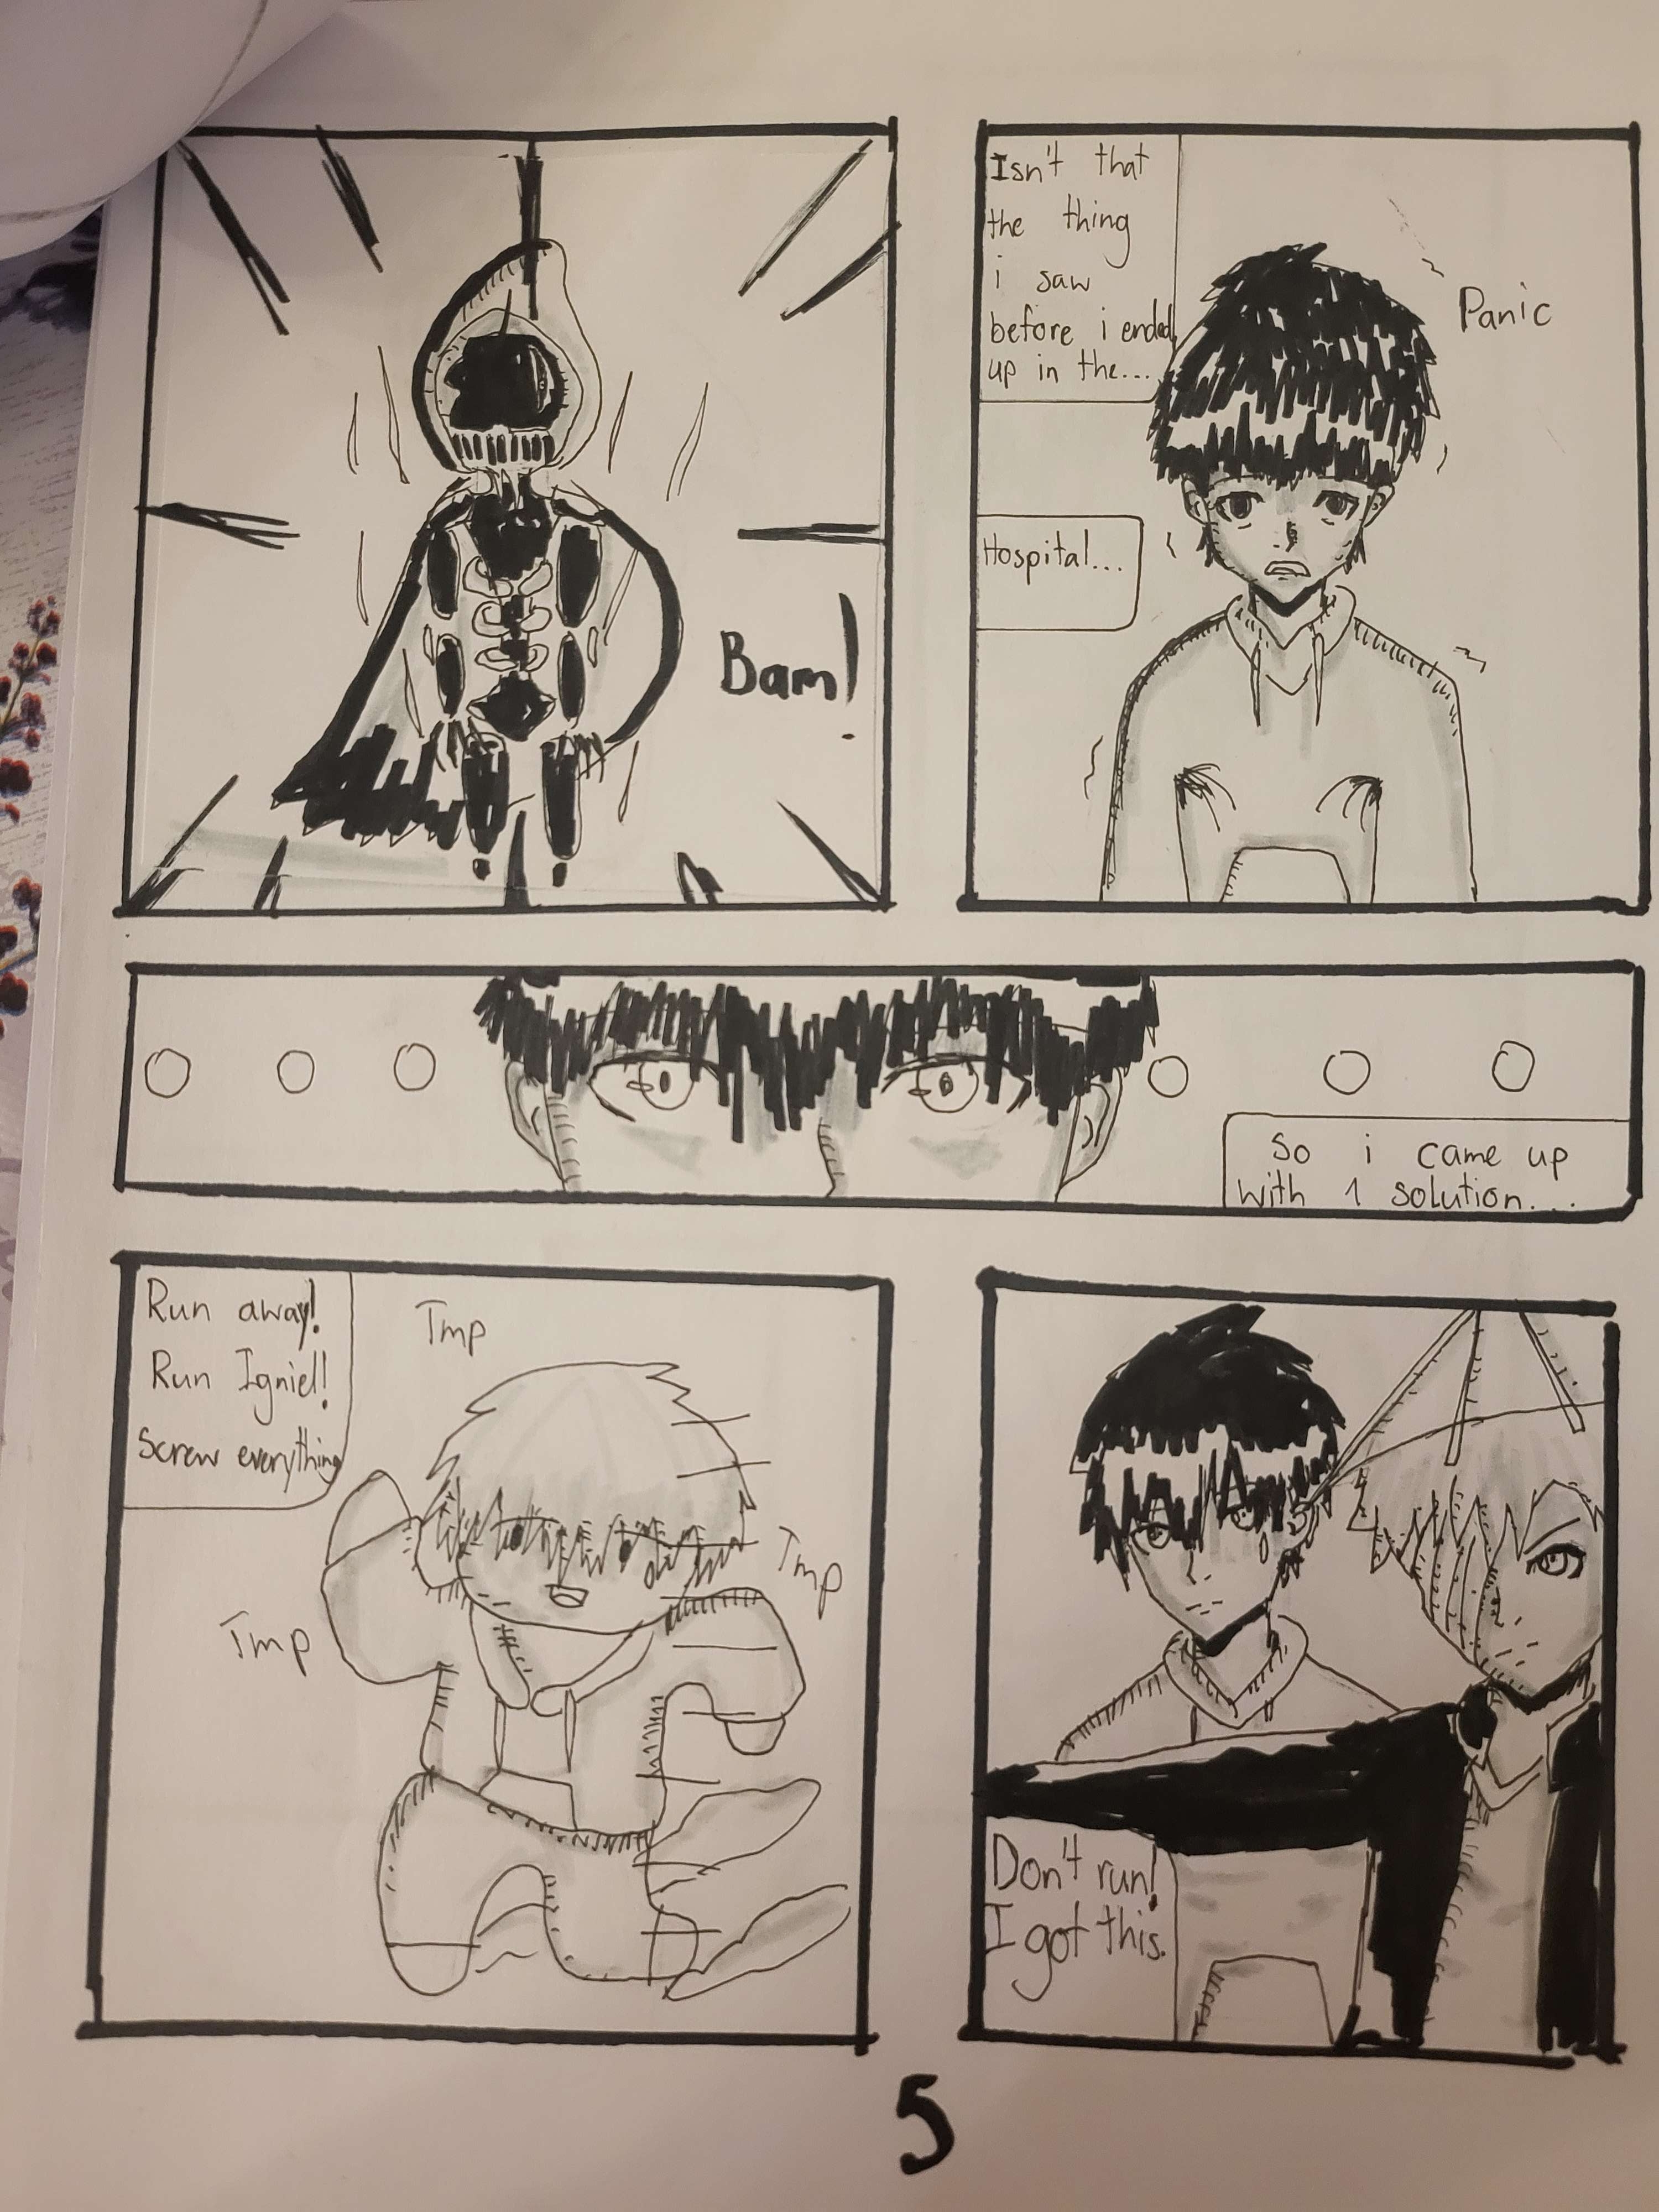 Bam!
Isn't that
the thing
i saw
before i ended
up in the...
Panic
Hospital...
So i came up
with 1 solution...
Run away!
Run Igniel!
Screw everything
Tmp
Tmp
Tmp
Don't run!
I got this.
5